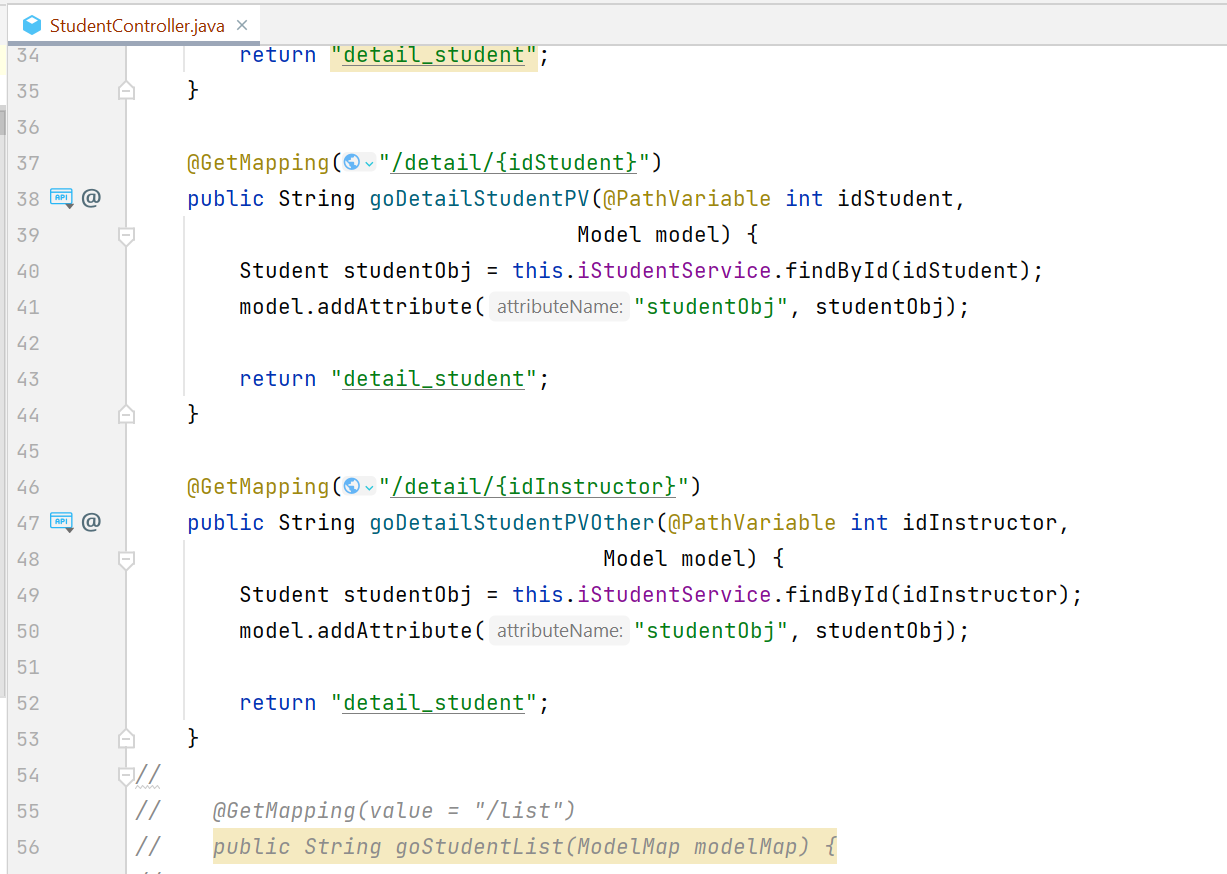 StudentController.java
34 return "detail_student";
35 }
36
37 @GetMapping("/detail/{idStudent}")
38 API @ public String goDetailStudentPV(@PathVariable int idStudent,
39 Model model) {
40 Student studentObj = this.iStudentService.findById(idStudent);
41 model.addAttribute( attributeName: "studentObj", studentObj);
42
43 return "detail_student";
44 }
45
46 @GetMapping("/detail/{idInstructor}")
47 API @ public String goDetailStudentPVOther(@PathVariable int idInstructor,
48 Model model) {
49 Student studentObj = this.iStudentService.findById(idInstructor);
50 model.addAttribute( attributeName: "studentObj", studentObj);
51
52 return "detail_student";
53 }
54 //
55 // @GetMapping(value = "/list")
56 // public String goStudentList(ModelMap modelMap) {